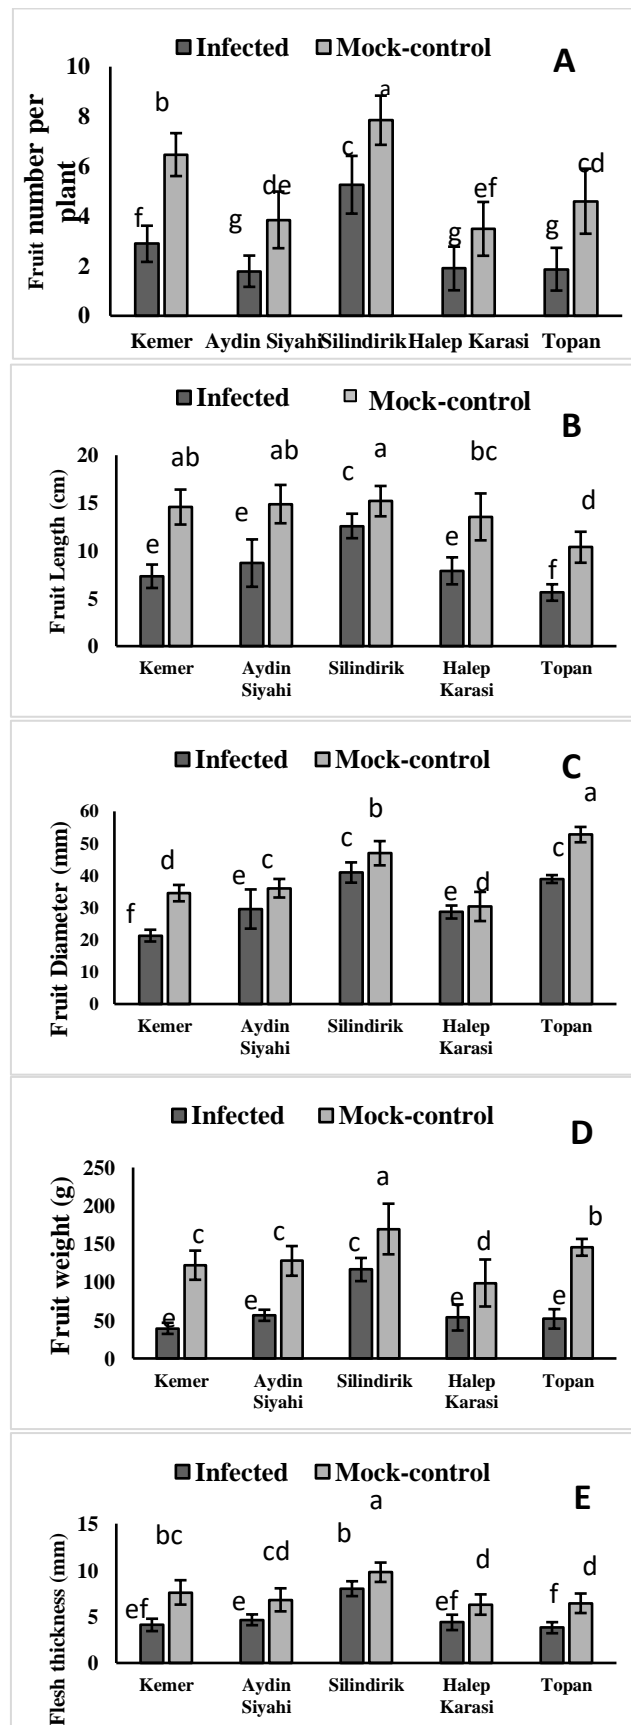 Infected Mock-control A
Fruit number per plant
10
8
6
4
2
0
f b g de c a g ef g cd
Kemer Aydin Siyahi Silindirik Halep Karasi Topan
Infected Mock-control B
Fruit Length (cm)
20
15
10
5
0
e ab e ab c a e bc f d
Kemer Aydin Siyahi Silindirik Halep Karasi Topan
Infected Mock-control C
Fruit Diameter (mm)
60
50
40
30
20
10
0
f d e c c b e d c a
Kemer Aydin Siyahi Silindirik Halep Karasi Topan
Infected Mock-control D
Fruit weight (g)
250
200
150
100
50
0
e c e c c a e d e b
Kemer Aydin Siyahi Silindirik Halep Karasi Topan
Infected Mock-control E
Flesh thickness (mm)
15
10
5
0
ef bc e cd b a ef d f d
Kemer Aydin Siyahi Silindirik Halep Karasi Topan